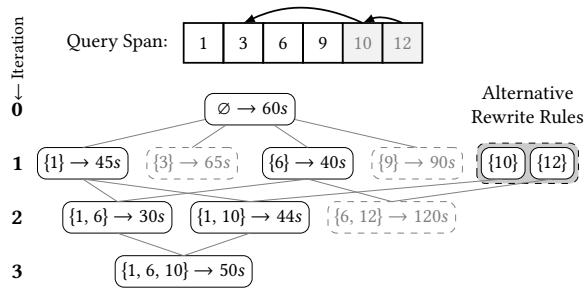 Query Span: 1 3 6 9 10 12
← Iteration
0 ∅ → 60s
Alternative
Rewrite Rules
1 {1} → 45s {3} → 65s {6} → 40s {9} → 90s {10} {12}
2 {1, 6} → 30s {1, 10} → 44s {6, 12} → 120s
3 {1, 6, 10} → 50s